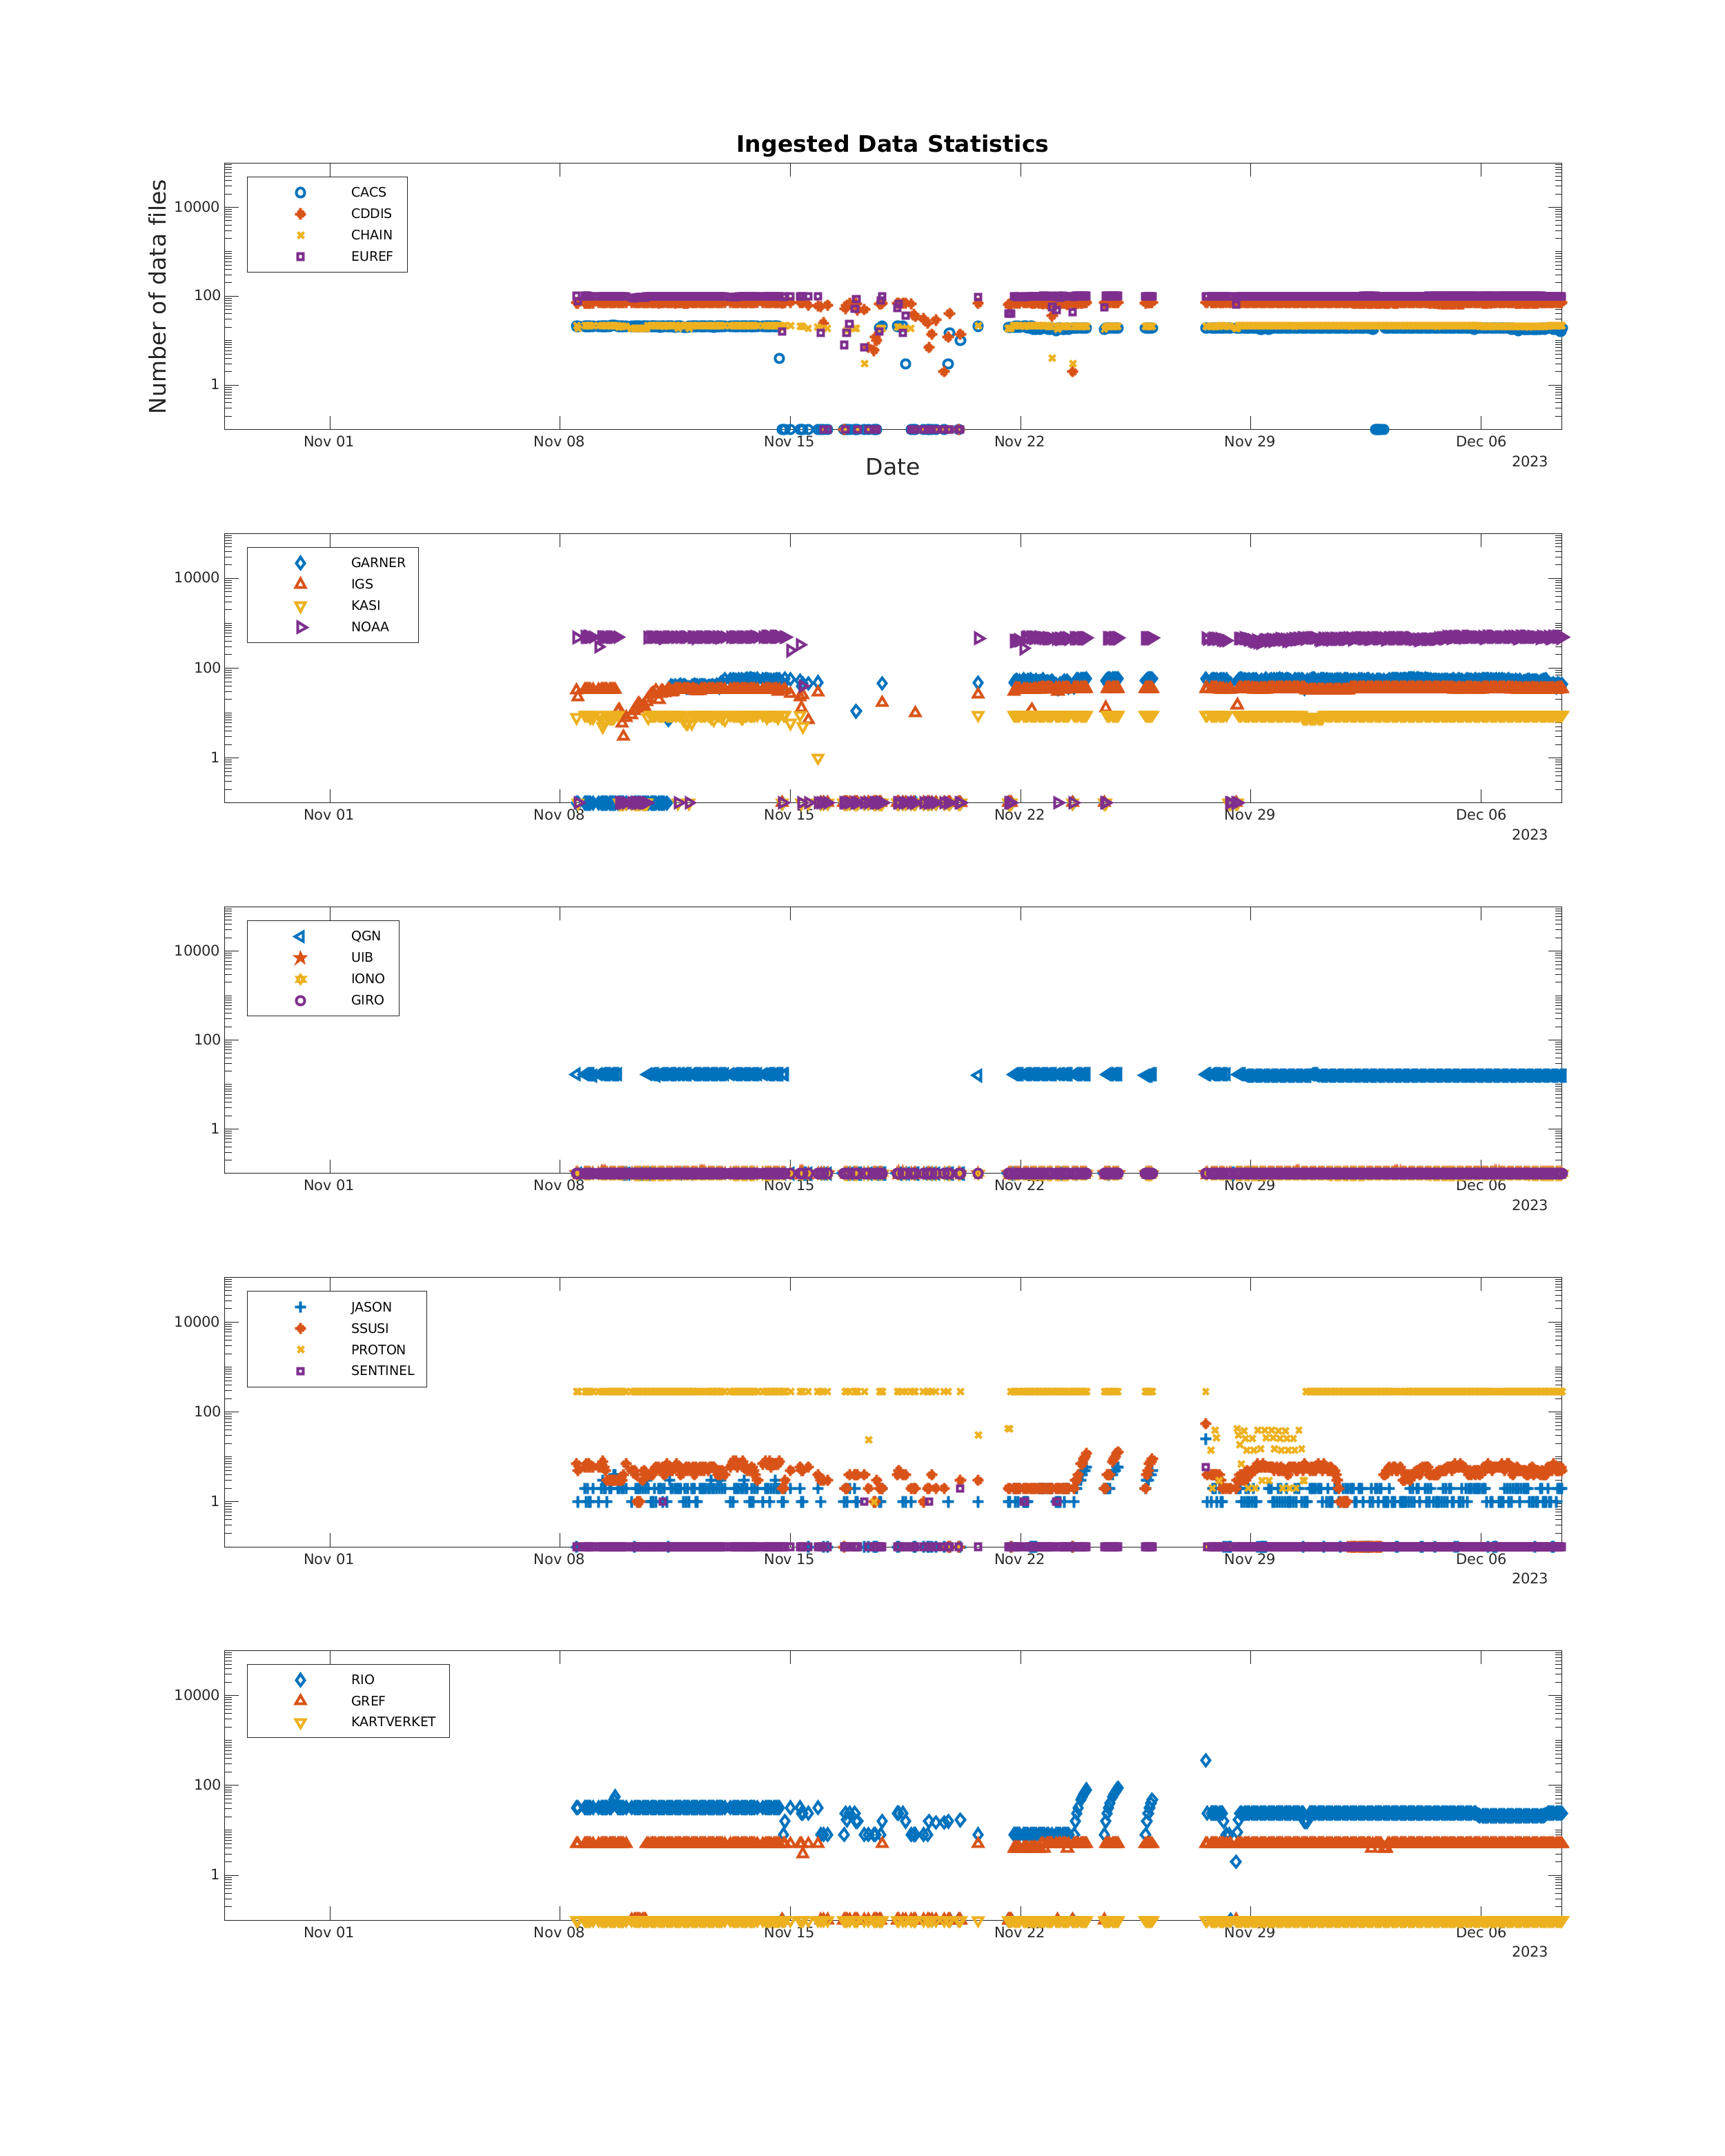 Ingested Data Statistics
Number of data files
CACS
CDDIS
CHAIN
EUREF
10000
100
1
Nov 01 Nov 08 Nov 15 Nov 22 Nov 29 Dec 06
2023
Date
GARNER
IGS
KASI
NOAA
10000
100
1
Nov 01 Nov 08 Nov 15 Nov 22 Nov 29 Dec 06
2023
QGN
UIB
IONO
GIRO
10000
100
1
Nov 01 Nov 08 Nov 15 Nov 22 Nov 29 Dec 06
2023
JASON
SSUSI
PROTON
SENTINEL
10000
100
1
Nov 01 Nov 08 Nov 15 Nov 22 Nov 29 Dec 06
2023
RIO
GREF
KARTVERKET
10000
100
1
Nov 01 Nov 08 Nov 15 Nov 22 Nov 29 Dec 06
2023